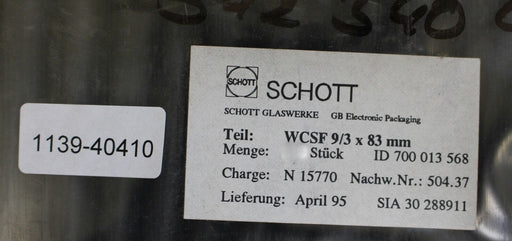 SCHOTT
SCHOTT
SCHOTT GLASWERKE GB Electronic Packaging
Teil: WCSF 9/3 x 83 mm
Menge: Stück ID 700 013 568
Charge: N 15770 Nachw.Nr.: 504.37
Lieferung: April 95 SIA 30 288911
1139-40410